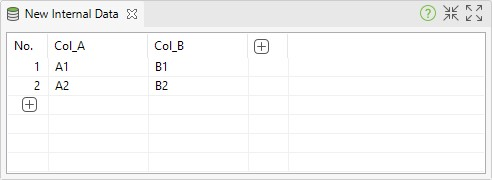 New Internal Data
No. Col_A Col_B
1 A1 B1
2 A2 B2